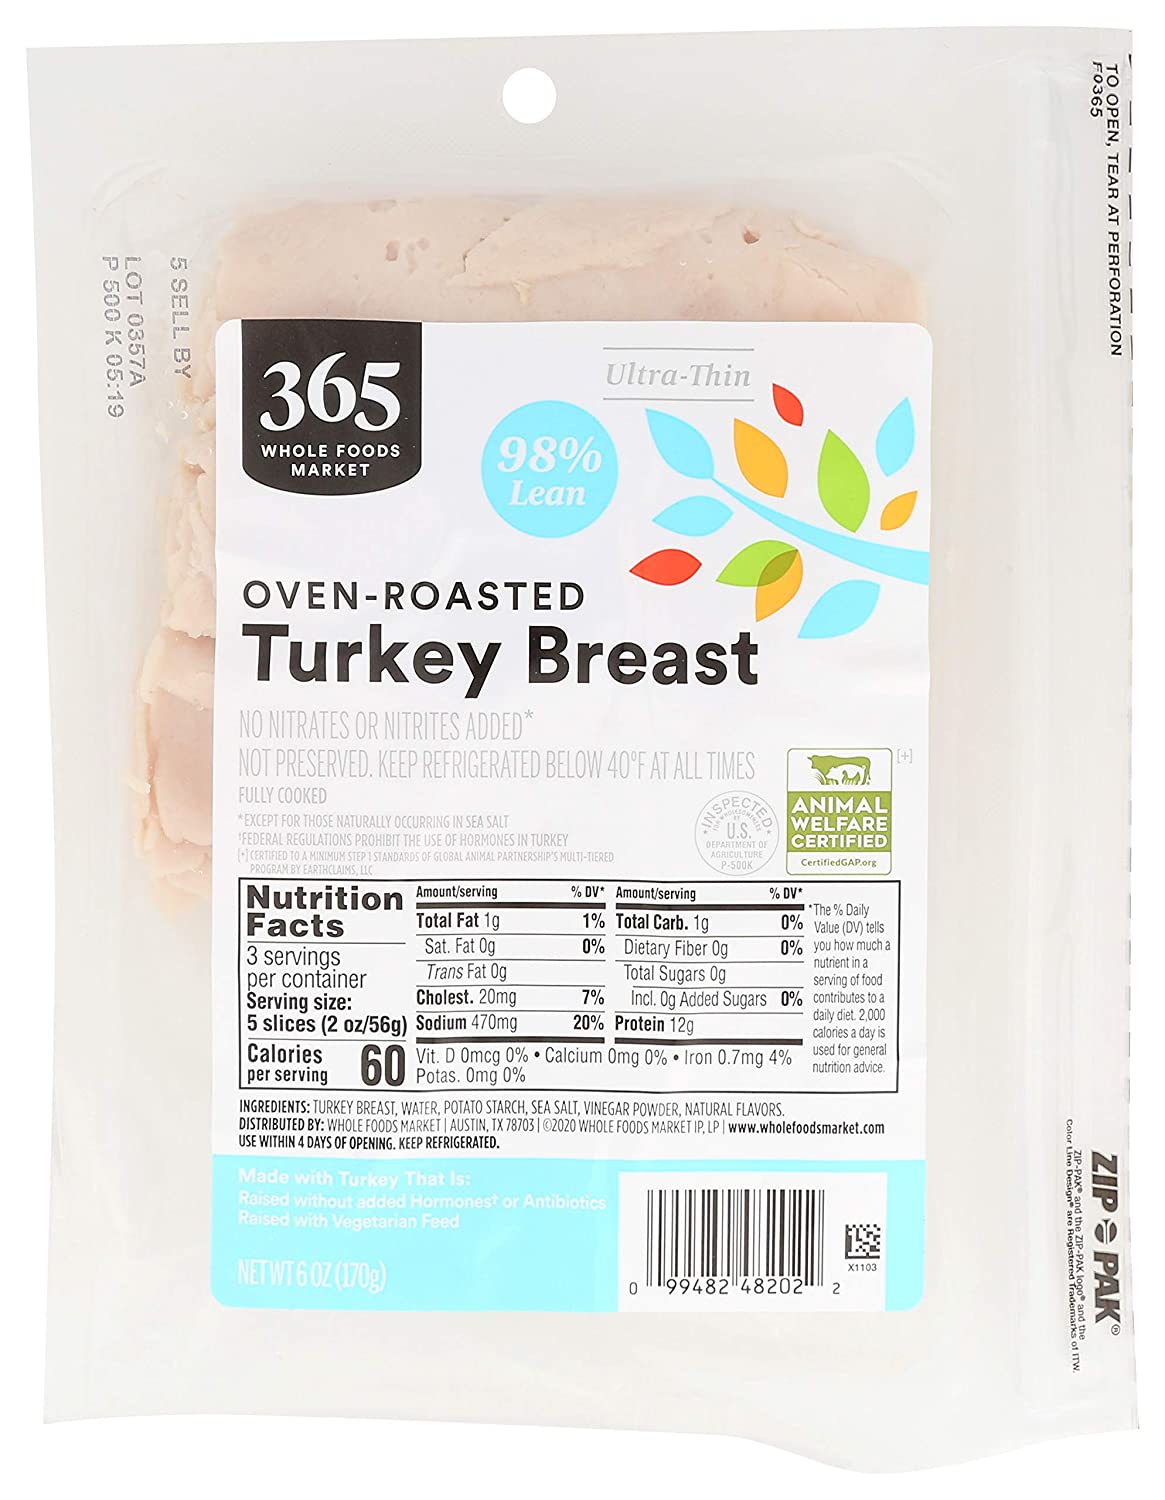 TO OPEN, TEAR AT PERFORATION
F0365
5 SELL BY
LOT 0357A
P 500 K 05:19
365
WHOLE FOODS
MARKET
Ultra-Thin
98%
Lean
OVEN-ROASTED
Turkey Breast
NO NITRATES OR NITRITES ADDED*
NOT PRESERVED. KEEP REFRIGERATED BELOW 40°F AT ALL TIMES
FULLY COOKED
*EXCEPT FOR THOSE NATURALLY OCCURRING IN SEA SALT
†FEDERAL REGULATIONS PROHIBIT THE USE OF HORMONES IN TURKEY
[+] CERTIFIED TO A MINIMUM STEP 1 STANDARDS OF GLOBAL ANIMAL PARTNERSHIP'S MULTI-TIERED
PROGRAM BY EARTHCLAIMS, LLC
INSPECTED
FOR WHOLESOMENESS
BY
U.S.
DEPARTMENT OF
AGRICULTURE
P-500K
[+]
ANIMAL
WELFARE
CERTIFIED
CertifiedGAP.org
Nutrition
Facts
3 servings
per container
Serving size:
5 slices (2 oz/56g)
Calories
per serving
60
Amount/serving % DV*
Total Fat 1g 1%
Sat. Fat 0g 0%
Trans Fat 0g
Cholest. 20mg 7%
Sodium 470mg 20%
Amount/serving % DV*
Total Carb. 1g 0%
Dietary Fiber 0g 0%
Total Sugars 0g
Incl. 0g Added Sugars 0%
Protein 12g
Vit. D 0mcg 0% • Calcium 0mg 0% • Iron 0.7mg 4%
Potas. 0mg 0%
*The % Daily
Value (DV) tells
you how much a
nutrient in a
serving of food
contributes to a
daily diet. 2,000
calories a day is
used for general
nutrition advice.
INGREDIENTS: TURKEY BREAST, WATER, POTATO STARCH, SEA SALT, VINEGAR POWDER, NATURAL FLAVORS.
DISTRIBUTED BY: WHOLE FOODS MARKET | AUSTIN, TX 78703 | ©2020 WHOLE FOODS MARKET IP, LP | www.wholefoodsmarket.com
USE WITHIN 4 DAYS OF OPENING. KEEP REFRIGERATED.
Made with Turkey That Is:
Raised without added Hormones† or Antibiotics
Raised with Vegetarian Feed
NET WT 6 OZ (170g)
0 99482 48202 2
X1103
ZIP PAK®
ZIP-PAK® and the ZIP-PAK logo® and the
Color Line Design® are Registered Trademarks of ITW.